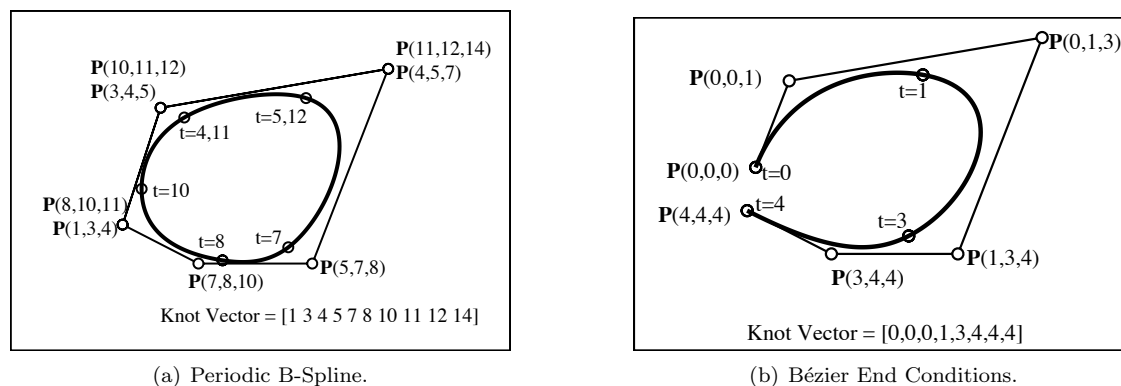 P(11,12,14)
P(10,11,12)
P(4,5,7)
P(3,4,5)
t=5,12
t=4,11
t=10
P(8,10,11)
P(1,3,4)
t=7
t=8
P(5,7,8)
P(7,8,10)
Knot Vector = [1 3 4 5 7 8 10 11 12 14]
(a) Periodic B-Spline.
P(0,1,3)
P(0,0,1)
t=1
P(0,0,0)
t=0
t=4
P(4,4,4)
t=3
P(1,3,4)
P(3,4,4)
Knot Vector = [0,0,0,1,3,4,4,4]
(b) Bézier End Conditions.